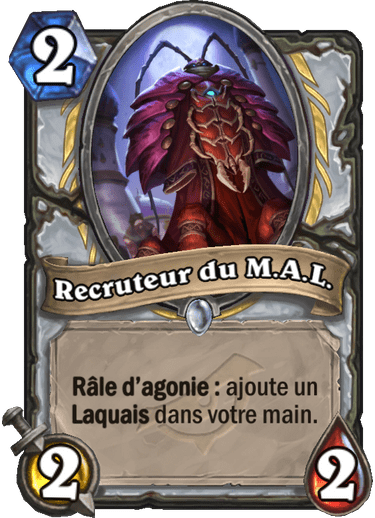 2
Recruteur du M.A.L.
Râle d’agonie : ajoute un
Laquais dans votre main.
2
2